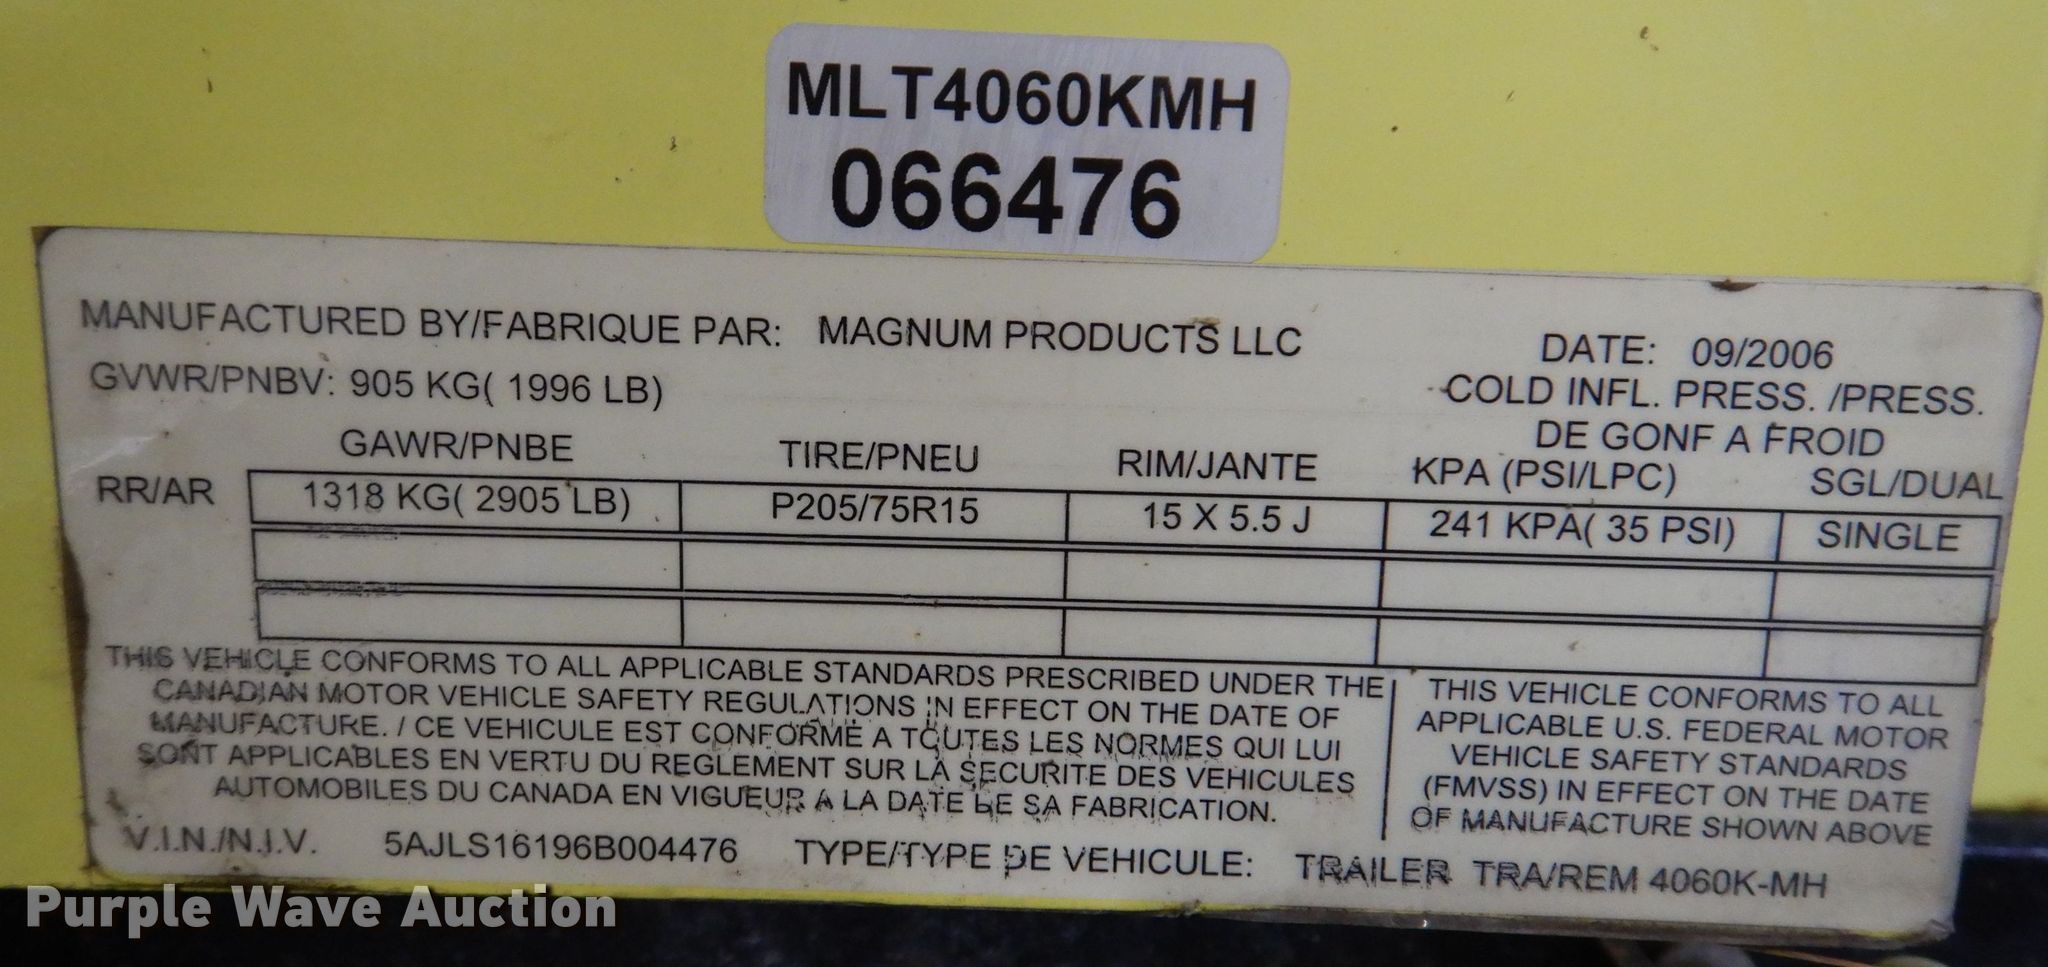 MLT4060KMH
066476
MANUFACTURED BY/FABRIQUE PAR: MAGNUM PRODUCTS LLC
DATE: 09/2006
GVWR/PNBV: 905 KG( 1996 LB)
COLD INFL. PRESS. /PRESS.
DE GONF A FROID
GAWR/PNBE TIRE/PNEU RIM/JANTE KPA (PSI/LPC) SGL/DUAL
RR/AR 1318 KG( 2905 LB) P205/75R15 15 X 5.5 J 241 KPA( 35 PSI) SINGLE
THIS VEHICLE CONFORMS TO ALL APPLICABLE STANDARDS PRESCRIBED UNDER THE
CANADIAN MOTOR VEHICLE SAFETY REGULATIONS IN EFFECT ON THE DATE OF
MANUFACTURE. / CE VEHICULE EST CONFORME A TOUTES LES NORMES QUI LUI
SONT APPLICABLES EN VERTU DU REGLEMENT SUR LA SECURITE DES VEHICULES
AUTOMOBILES DU CANADA EN VIGUEUR A LA DATE DE SA FABRICATION.
THIS VEHICLE CONFORMS TO ALL
APPLICABLE U.S. FEDERAL MOTOR
VEHICLE SAFETY STANDARDS
(FMVSS) IN EFFECT ON THE DATE
OF MANUFACTURE SHOWN ABOVE
V.I.N./N.I.V. 5AJLS16196B004476 TYPE/TYPE DE VEHICULE: TRAILER TRA/REM 4060K-MH
Purple Wave Auction